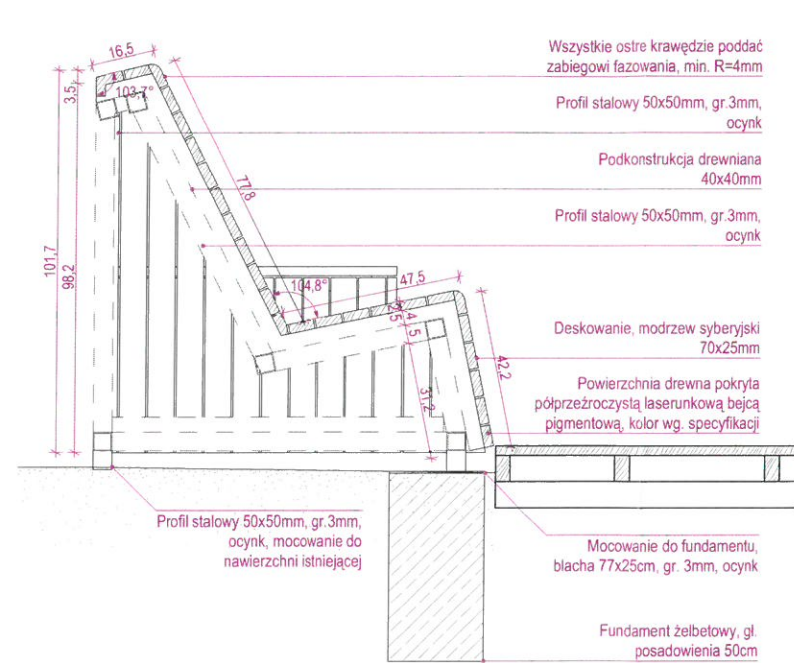 16,5
Wszystkie ostre krawędzie poddać
zabiegowi fazowania, min. R=4mm
3,5
103,7°
Profil stalowy 50x50mm, gr.3mm,
ocynk
Podkonstrukcja drewniana
40x40mm
77,8
Profil stalowy 50x50mm, gr.3mm,
ocynk
101,7
98,2
104,8°
47,5
2,5
4
5
Deskowanie, modrzew syberyjski
70x25mm
42,2
31,2
Powierzchnia drewna pokryta
półprzeźroczystą laserunkową bejcą
pigmentową, kolor wg. specyfikacji
Profil stalowy 50x50mm, gr.3mm,
ocynk, mocowanie do
nawierzchni istniejącej
Mocowanie do fundamentu,
blacha 77x25cm, gr. 3mm, ocynk
Fundament żelbetowy, gł.
posadowienia 50cm